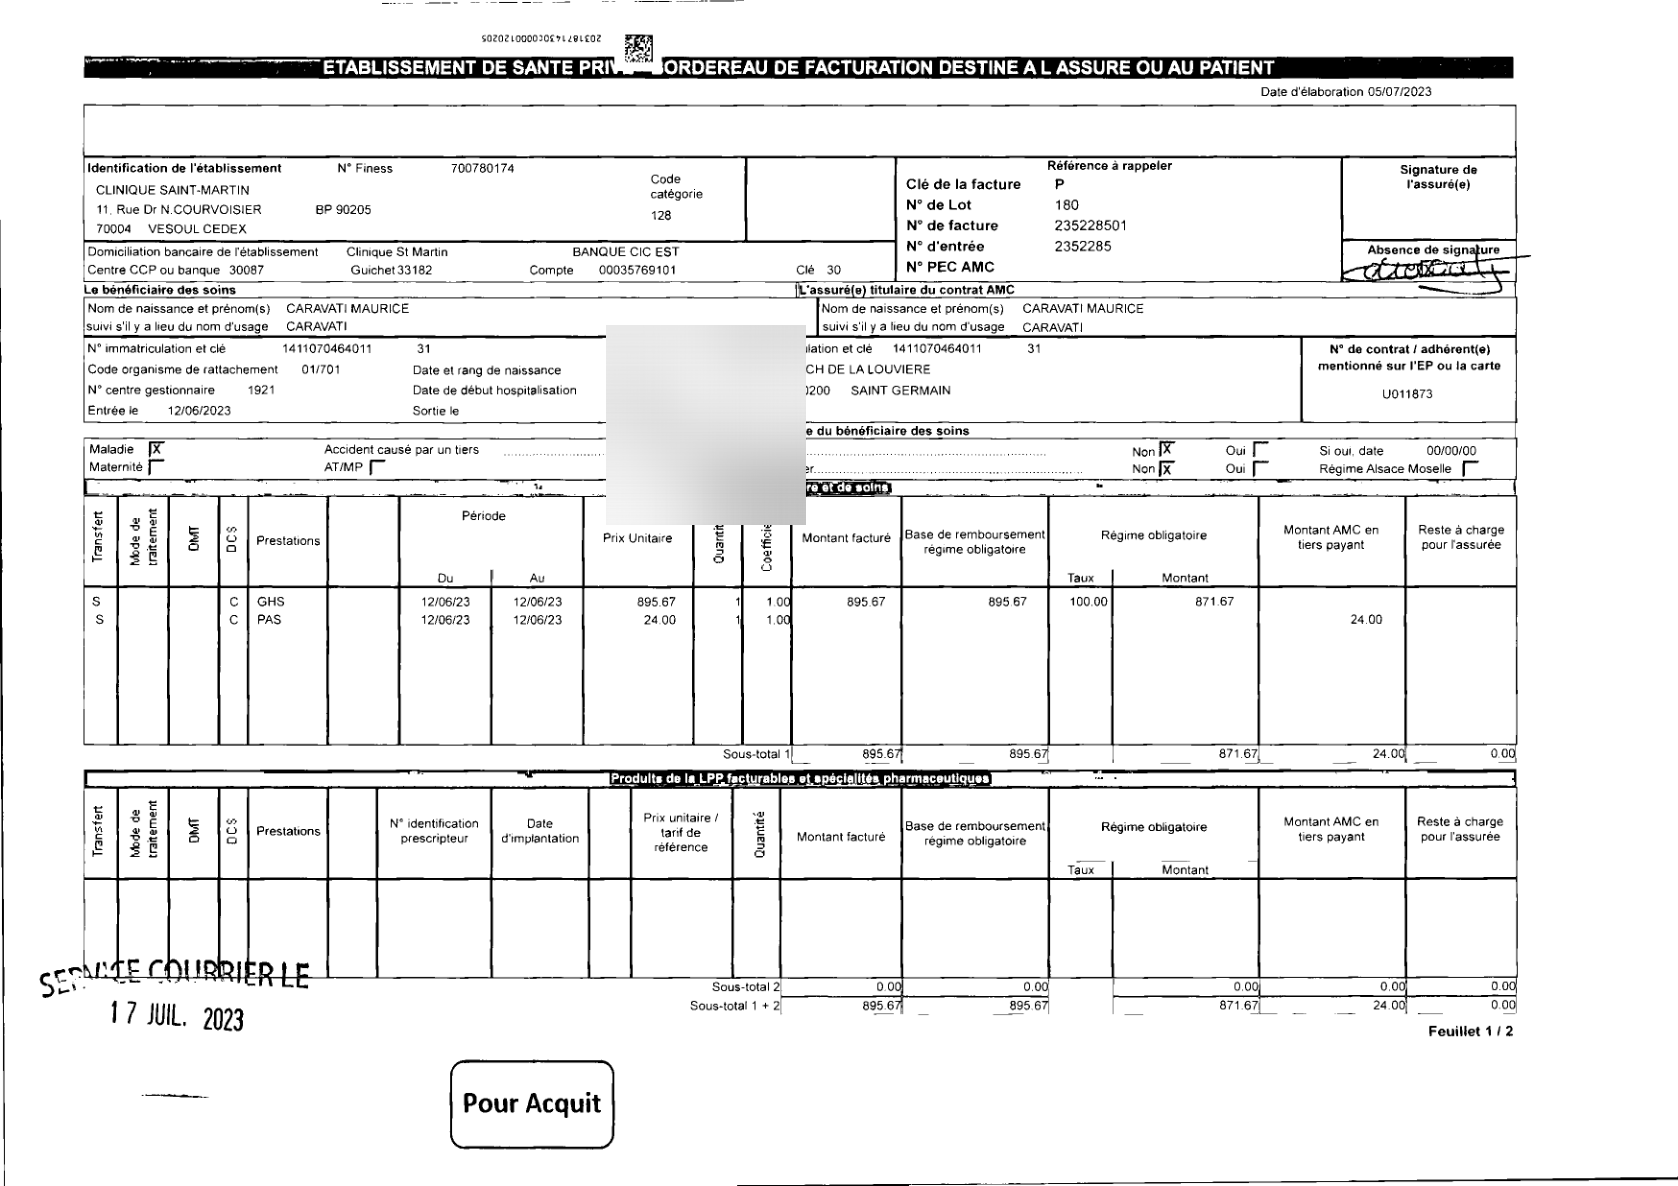 ETABLISSEMENT DE SANTE PRIV ORDEREAU DE FACTURATION DESTINE A L ASSURE OU AU PATIENT
Date d'élaboration 05/07/2023
Identification de l'établissement N° Finess 700780174
CLINIQUE SAINT-MARTIN
11, Rue Dr N.COURVOISIER BP 90205
70004 VESOUL CEDEX
Code catégorie
128
Référence à rappeler
Clé de la facture P
N° de Lot 180
N° de facture 235228501
N° d'entrée 2352285
N° PEC AMC
Signature de
l'assuré(e)
Absence de signature
Domiciliation bancaire de l'établissement Clinique St Martin BANQUE CIC EST
Centre CCP ou banque 30087 Guichet 33182 Compte 00035769101 Clé 30
Le bénéficiaire des soins
L'assuré(e) titulaire du contrat AMC
Nom de naissance et prénom(s) CARAVATI MAURICE
suivi s'il y a lieu du nom d'usage CARAVATI
Nom de naissance et prénom(s) CARAVATI MAURICE
suivi s'il y a lieu du nom d'usage CARAVATI
N° immatriculation et clé 1411070464011 31
Code organisme de rattachement 01/701 Date et rang de naissance
N° centre gestionnaire 1921 Date de début hospitalisation
Entrée le 12/06/2023 Sortie le
lation et clé 1411070464011 31
CH DE LA LOUVIERE
0200 SAINT GERMAIN
N° de contrat / adhérent(e)
mentionné sur l'EP ou la carte
U011873
e du bénéficiaire des soins
Maladie X Accident causé par un tiers Non X Oui Si oui, date 00/00/00
Maternité AT/MP er Non X Oui Régime Alsace Moselle
re et de soins
Transfert Mode de traitement DMT DCS Prestations Période Du Au Prix Unitaire Quantit Coefficie Montant facturé Base de remboursement régime obligatoire Régime obligatoire Taux Montant Montant AMC en tiers payant Reste à charge pour l'assurée
S C GHS 12/06/23 12/06/23 895.67 1 1.00 895.67 895.67 100.00 871.67
S C PAS 12/06/23 12/06/23 24.00 1 1.00 24.00
Sous-total 1 895.67 895.67 871.67 24.00 0.00
Produits de la LPP facturables et spécialités pharmaceutiques
Transfert Mode de traitement DMT DCS Prestations N° identification prescripteur Date d'implantation Prix unitaire / tarif de référence Quantité Montant facturé Base de remboursement régime obligatoire Régime obligatoire Taux Montant Montant AMC en tiers payant Reste à charge pour l'assurée
Sous-total 2 0.00 0.00 0.00 0.00 0.00
Sous-total 1 + 2 895.67 895.67 871.67 24.00 0.00
SERVICE COURRIER LE
17 JUIL. 2023
Feuillet 1 / 2
Pour Acquit